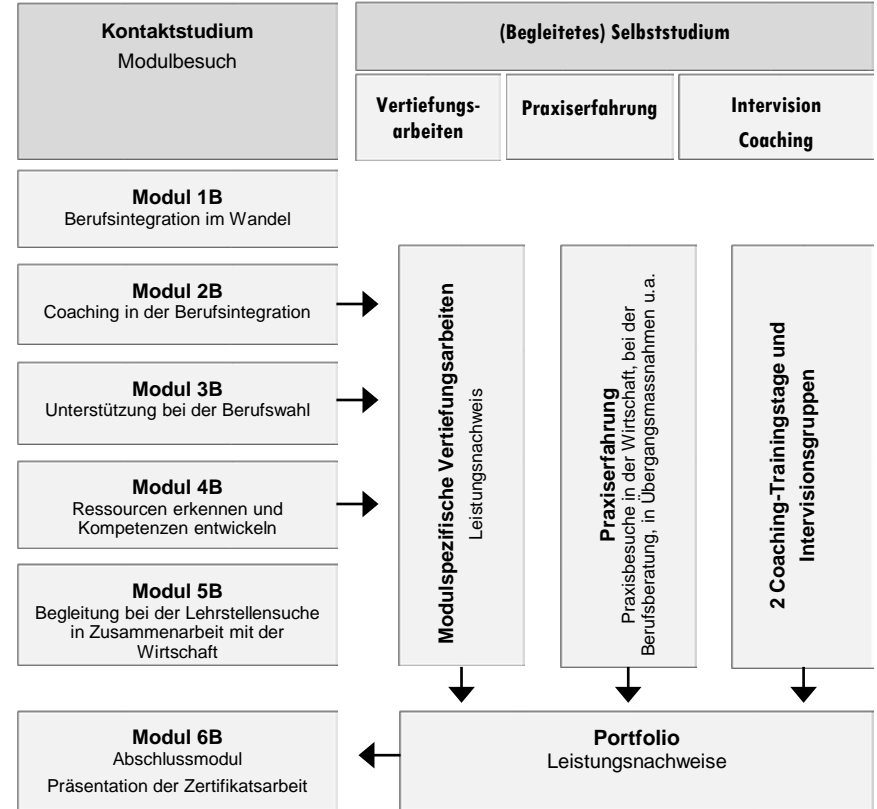 Kontaktstudium
Modulbesuch
(Begleitetes) Selbststudium
Vertiefungs-
arbeiten
Praxiserfahrung
Intervision
Coaching
Modul 1B
Berufsintegration im Wandel
Modul 2B
Coaching in der Berufsintegration
Modul 3B
Unterstützung bei der Berufswahl
Modul 4B
Ressourcen erkennen und
Kompetenzen entwickeln
Modul 5B
Begleitung bei der Lehrstellensuche
in Zusammenarbeit mit der
Wirtschaft
Modulspezifische Vertiefungsarbeiten
Leistungsnachweis
Praxiserfahrung
Praxisbesuche in der Wirtschaft, bei der
Berufsberatung, in Übergangsmassnahmen u.a.
2 Coaching-Trainingstage und
Intervisionsgruppen
Modul 6B
Abschlussmodul
Präsentation der Zertifikatsarbeit
Portfolio
Leistungsnachweise